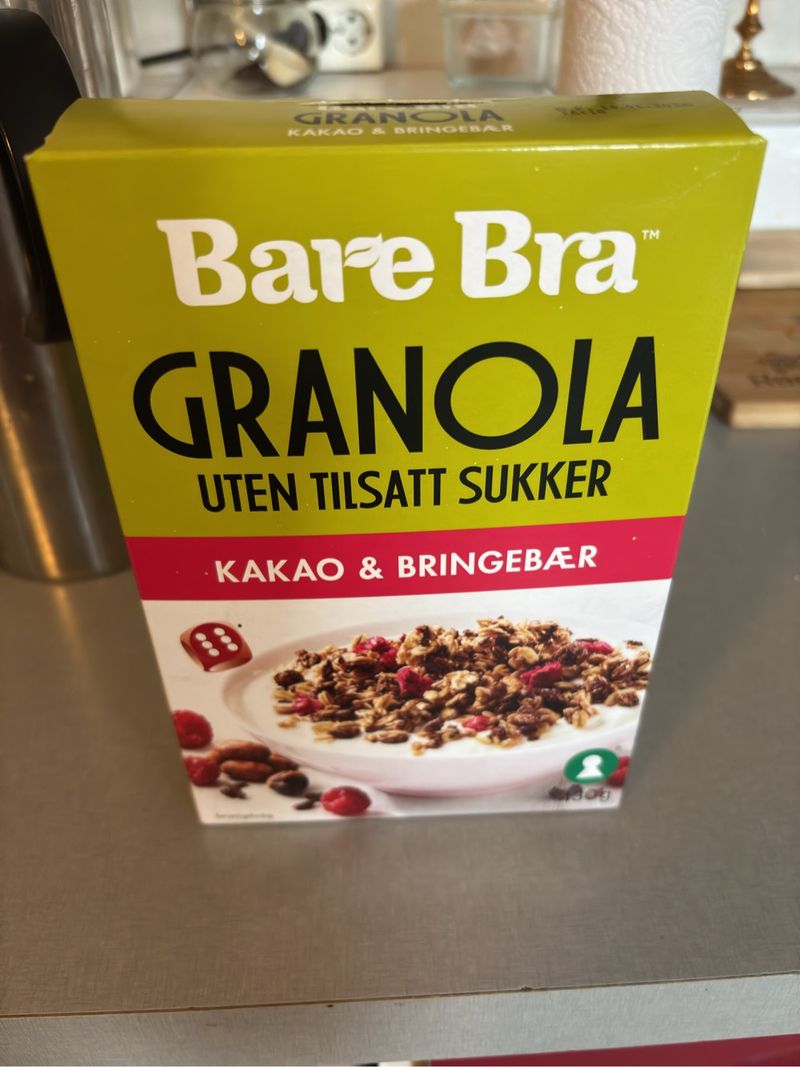 GRANOLA
KAKAO & BRINGEBÆR
Bare Bra™
GRANOLA
UTEN TILSATT SUKKER
KAKAO & BRINGEBÆR